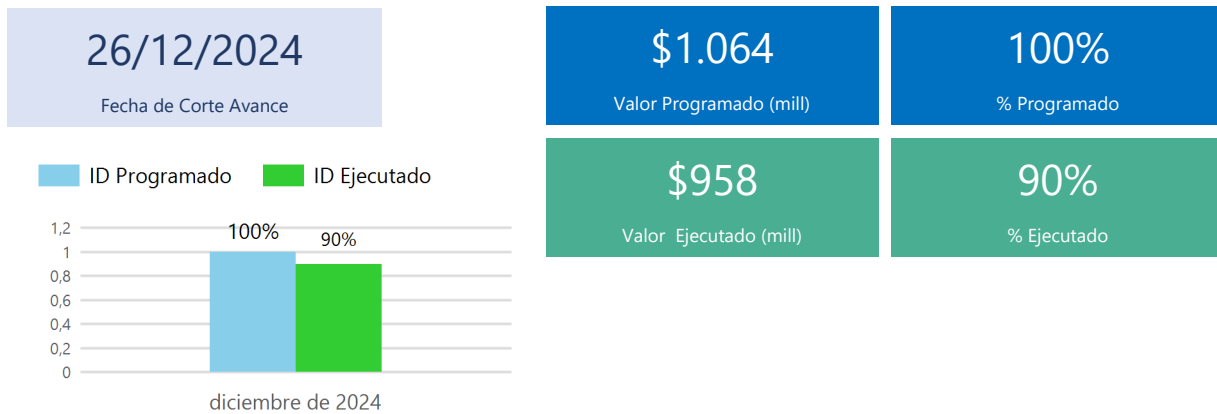 26/12/2024
Fecha de Corte Avance
$1.064
Valor Programado (mill)
100%
% Programado
$958
Valor  Ejecutado (mill)
90%
% Ejecutado
ID Programado
ID Ejecutado
1,2
1
0,8
0,6
0,4
0,2
0
100%
90%
diciembre de 2024